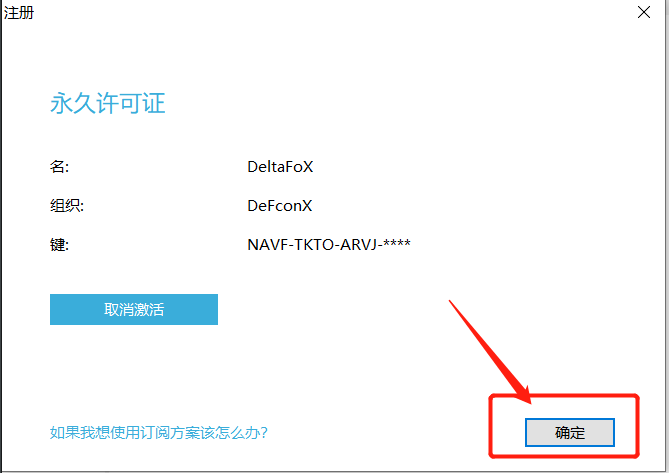 注册
永久许可证
名: DeltaFoX
组织: DeFconX
键: NAVF-TKTO-ARVJ-****
取消激活
如果我想使用订阅方案该怎么办?
确定